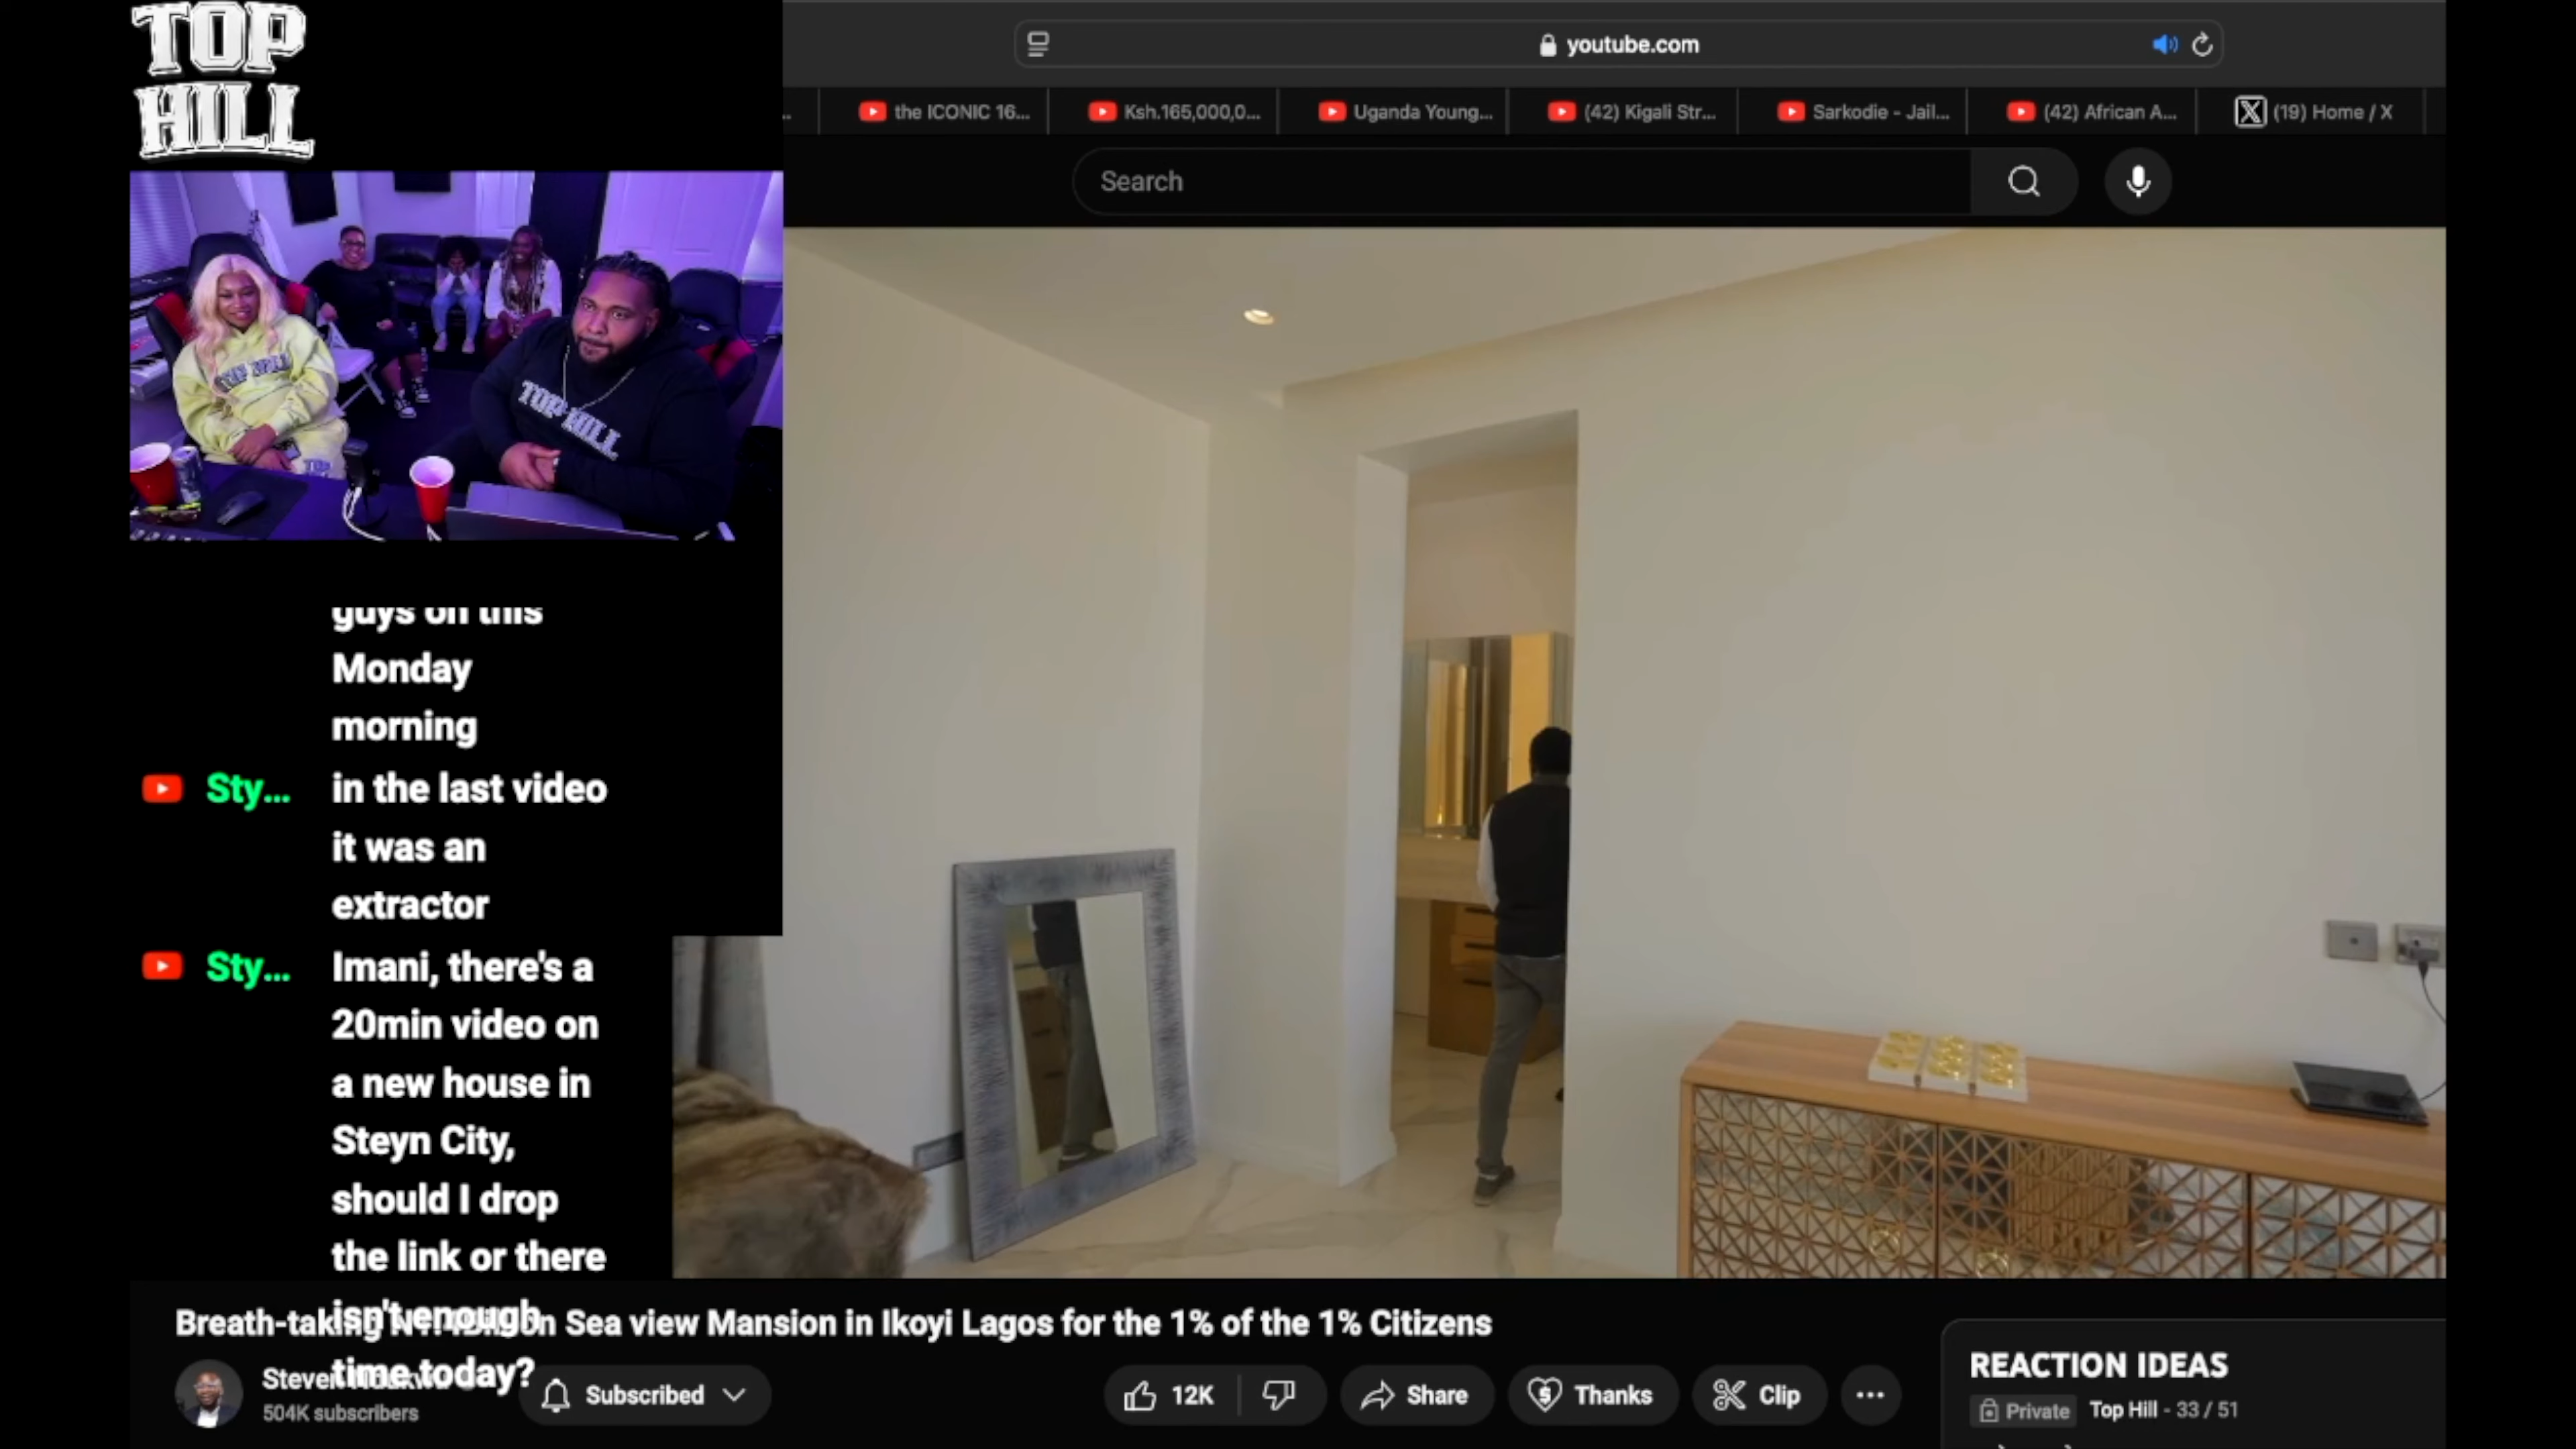 TOP
HILL
youtube.com
the ICONIC 16...
Ksh.165,000,0...
Uganda Young...
(42) Kigali Str...
Sarkodie - Jail...
(42) African A...
(19) Home / X
Search
TOP HILL
TOP HILL
guys on this
Monday
morning
Sty... in the last video
it was an
extractor
Sty... Imani, there's a
20min video on
a new house in
Steyn City,
should I drop
the link or there
isn't enough
time today?
Breath-taking Sea view Mansion in Ikoyi Lagos for the 1% of the 1% Citizens
504K subscribers
Subscribed
12K
Share
Thanks
Clip
REACTION IDEAS
Private Top Hill - 33 / 51